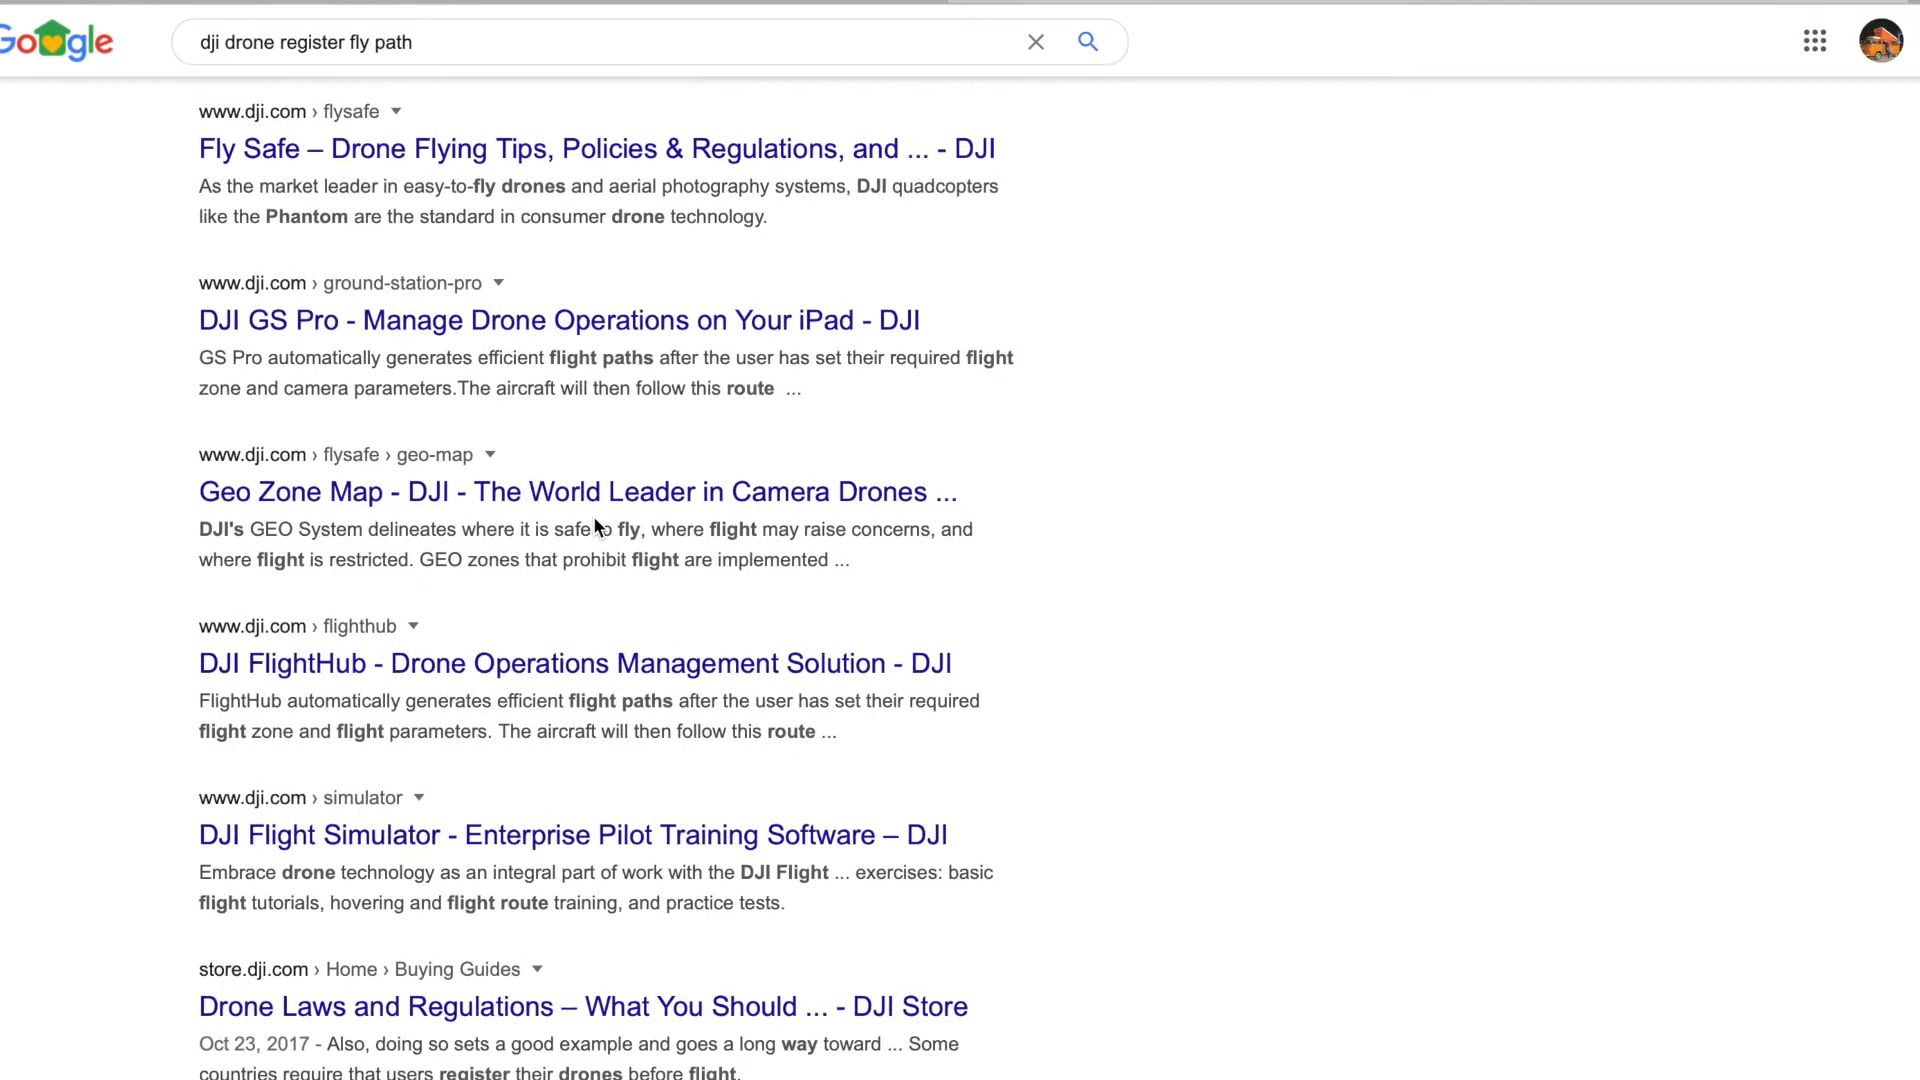 Google
dji drone register fly path
www.dji.com › flysafe
Fly Safe – Drone Flying Tips, Policies & Regulations, and ... - DJI
As the market leader in easy-to-fly drones and aerial photography systems, DJI quadcopters
like the Phantom are the standard in consumer drone technology.
www.dji.com › ground-station-pro
DJI GS Pro - Manage Drone Operations on Your iPad - DJI
GS Pro automatically generates efficient flight paths after the user has set their required flight
zone and camera parameters.The aircraft will then follow this route ...
www.dji.com › flysafe › geo-map
Geo Zone Map - DJI - The World Leader in Camera Drones ...
DJI's GEO System delineates where it is safe to fly, where flight may raise concerns, and
where flight is restricted. GEO zones that prohibit flight are implemented ...
www.dji.com › flighthub
DJI FlightHub - Drone Operations Management Solution - DJI
FlightHub automatically generates efficient flight paths after the user has set their required
flight zone and flight parameters. The aircraft will then follow this route ...
www.dji.com › simulator
DJI Flight Simulator - Enterprise Pilot Training Software – DJI
Embrace drone technology as an integral part of work with the DJI Flight ... exercises: basic
flight tutorials, hovering and flight route training, and practice tests.
store.dji.com › Home › Buying Guides
Drone Laws and Regulations – What You Should ... - DJI Store
Oct 23, 2017 - Also, doing so sets a good example and goes a long way toward ... Some
countries require that users register their drones before flight.